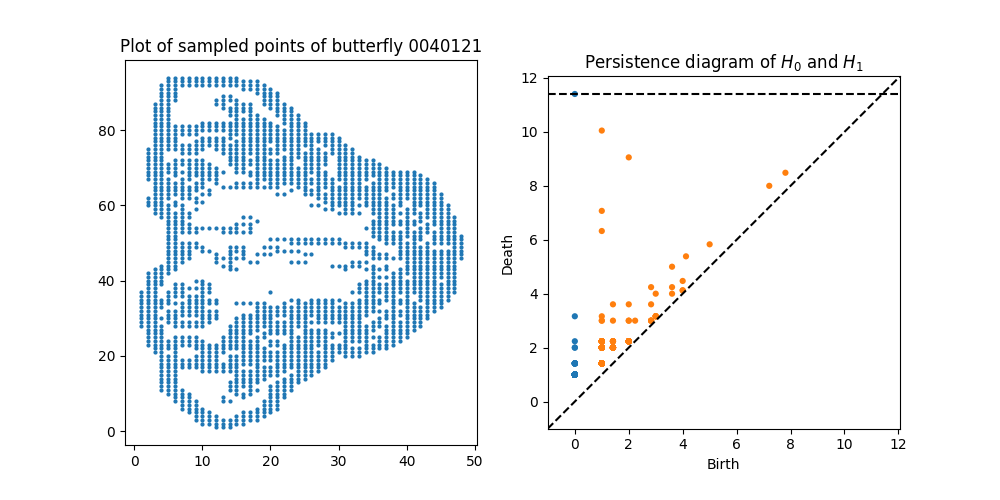 Plot of sampled points of butterfly 0040121
80
60
40
20
0
0 10 20 30 40 50
Persistence diagram of H₀ and H₁
12
10
8
6
4
2
0
Death
0 2 4 6 8 10 12
Birth